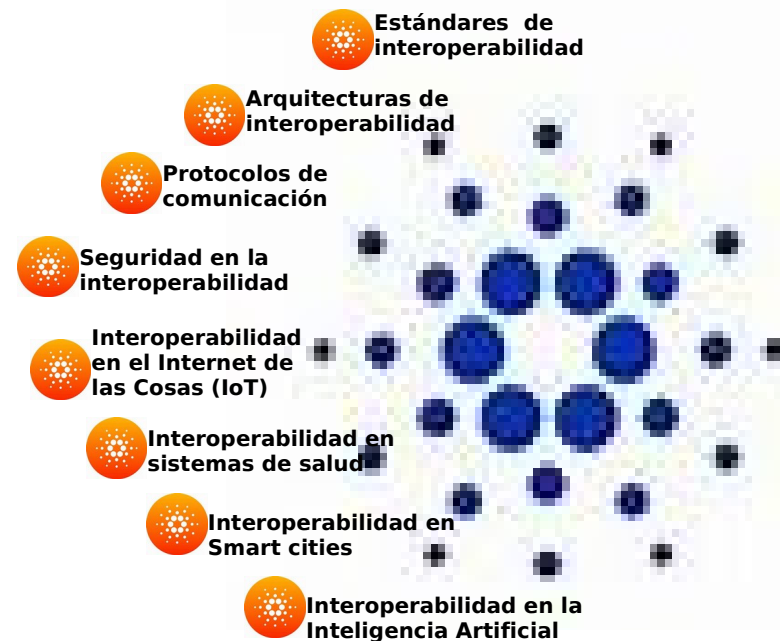 Estándares de
interoperabilidad
Arquitecturas de
interoperabilidad
Protocolos de
comunicación
Seguridad en la
interoperabilidad
Interoperabilidad
en el Internet de
las Cosas (IoT)
Interoperabilidad en
sistemas de salud
Interoperabilidad en
Smart cities
Interoperabilidad en la
Inteligencia Artificial